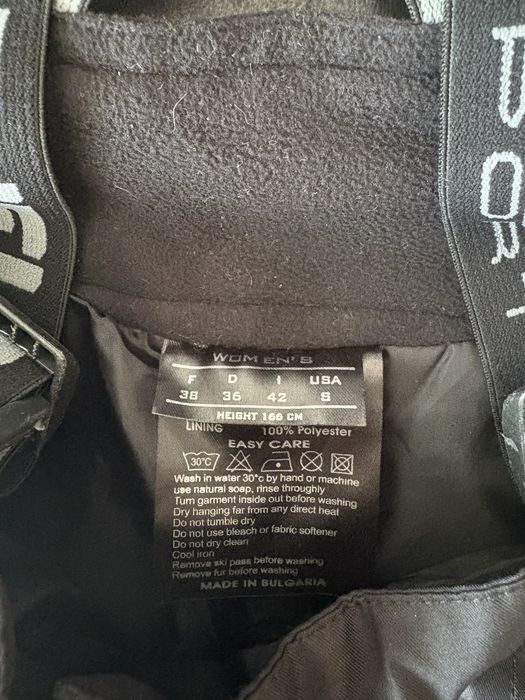 PORT
WOMEN'S
F D I USA
38 36 42 S
HEIGHT 166 CM
LINING 100% Polyester
EASY CARE
30°C
Wash in water 30°c by hand or machine
use natural soap, rinse throughly
Turn garment inside out before washing
Dry hanging far from any direct heat
Do not tumble dry
Do not use bleach or fabric softener
Do not dry clean
Cool iron
Remove ski pass before washing
Remove fur before washing
MADE IN BULGARIA